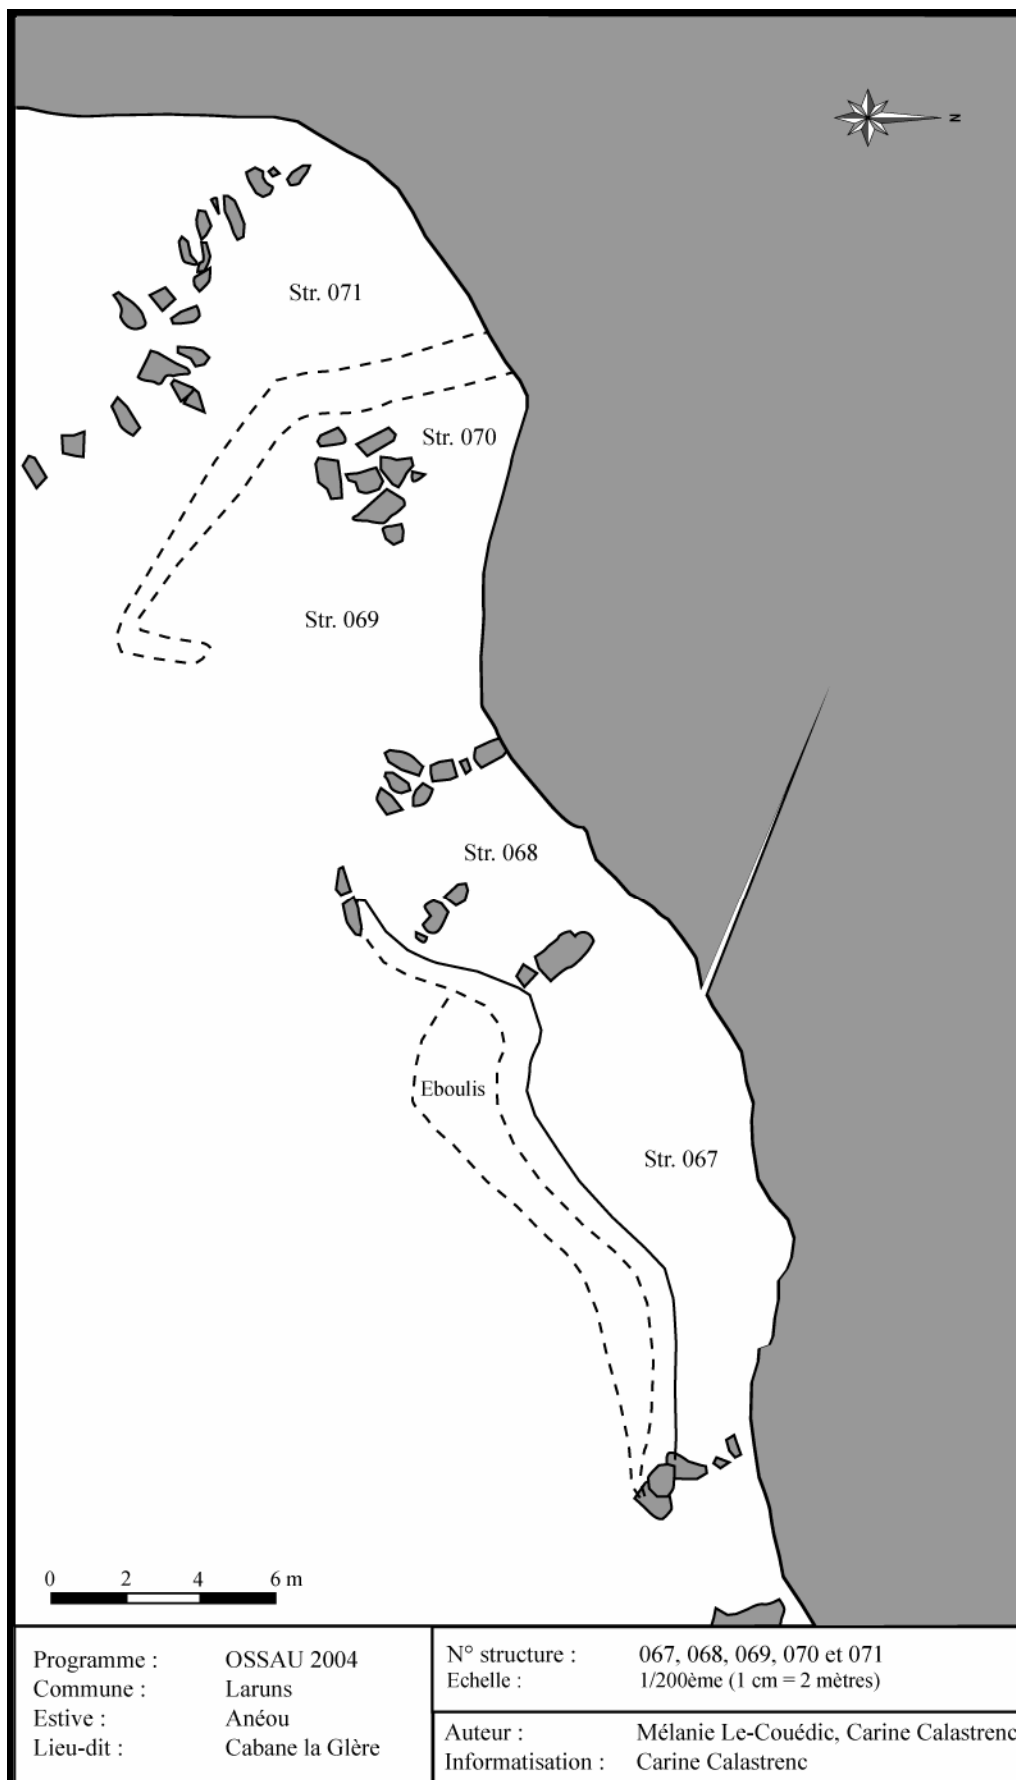 N
Str. 071
Str. 070
Str. 069
Str. 068
Eboulis
Str. 067
0 2 4 6 m
Programme : OSSAU 2004
Commune : Laruns
Estive : Anéou
Lieu-dit : Cabane la Glère
N° structure : 067, 068, 069, 070 et 071
Echelle : 1/200ème (1 cm = 2 mètres)
Auteur : Mélanie Le-Couédic, Carine Calastrenc
Informatisation : Carine Calastrenc